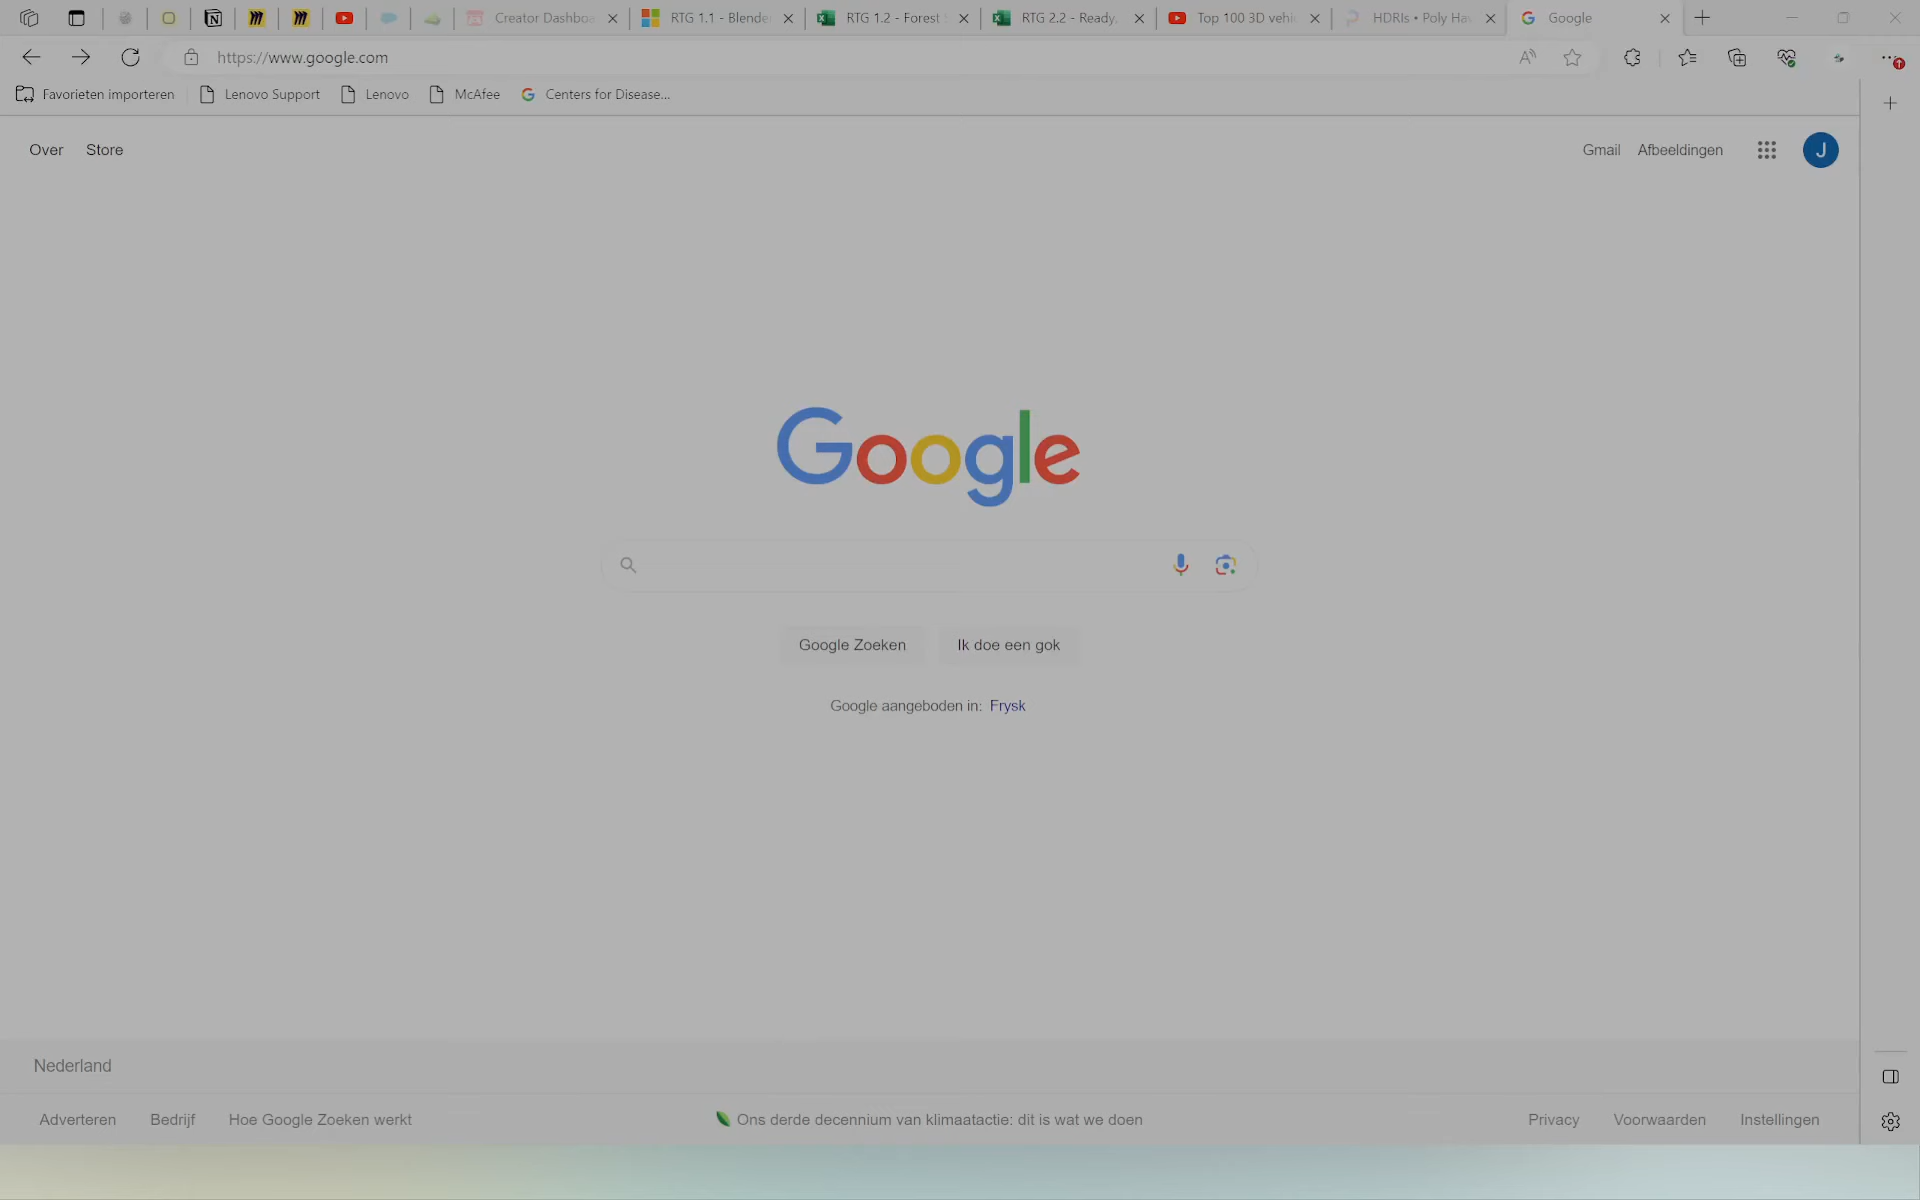 Creator Dashboa
RTG 1.1 - Blende
RTG 1.2 - Forest S
RTG 2.2 - Ready,
Top 100 3D vehi
HDRIs • Poly Ha
Google
https://www.google.com
Favorieten importeren
Lenovo Support
Lenovo
McAfee
Centers for Disease...
Over
Store
Gmail
Afbeeldingen
J
Google
Google Zoeken
Ik doe een gok
Google aangeboden in: Frysk
Nederland
Adverteren
Bedrijf
Hoe Google Zoeken werkt
Ons derde decennium van klimaatactie: dit is wat we doen
Privacy
Voorwaarden
Instellingen